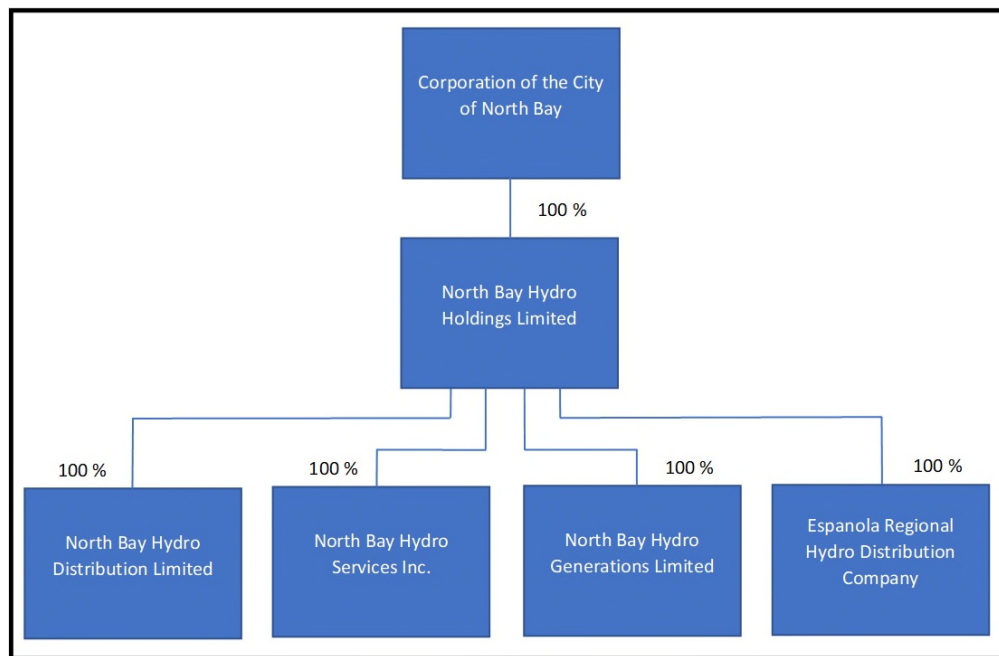 Corporation of the City
of North Bay
100 %
North Bay Hydro
Holdings Limited
100 %
100 %
100 %
100 %
North Bay Hydro
Distribution Limited
North Bay Hydro
Services Inc.
North Bay Hydro
Generations Limited
Espanola Regional
Hydro Distribution
Company